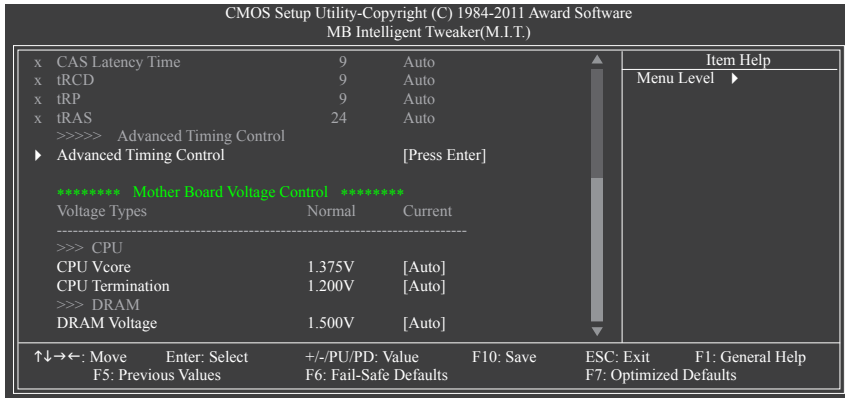 CMOS Setup Utility-Copyright (C) 1984-2011 Award Software
MB Intelligent Tweaker(M.I.T.)
x CAS Latency Time 9 Auto
x tRCD 9 Auto
x tRP 9 Auto
x tRAS 24 Auto
>>>>> Advanced Timing Control
▶ Advanced Timing Control [Press Enter]
******** Mother Board Voltage Control ********
Voltage Types Normal Current
-----------------------------------------------------------------------------
>>> CPU
CPU Vcore 1.375V [Auto]
CPU Termination 1.200V [Auto]
>>> DRAM
DRAM Voltage 1.500V [Auto]
Item Help
Menu Level ▶
↑↓→←: Move Enter: Select +/-/PU/PD: Value F10: Save ESC: Exit F1: General Help
F5: Previous Values F6: Fail-Safe Defaults F7: Optimized Defaults